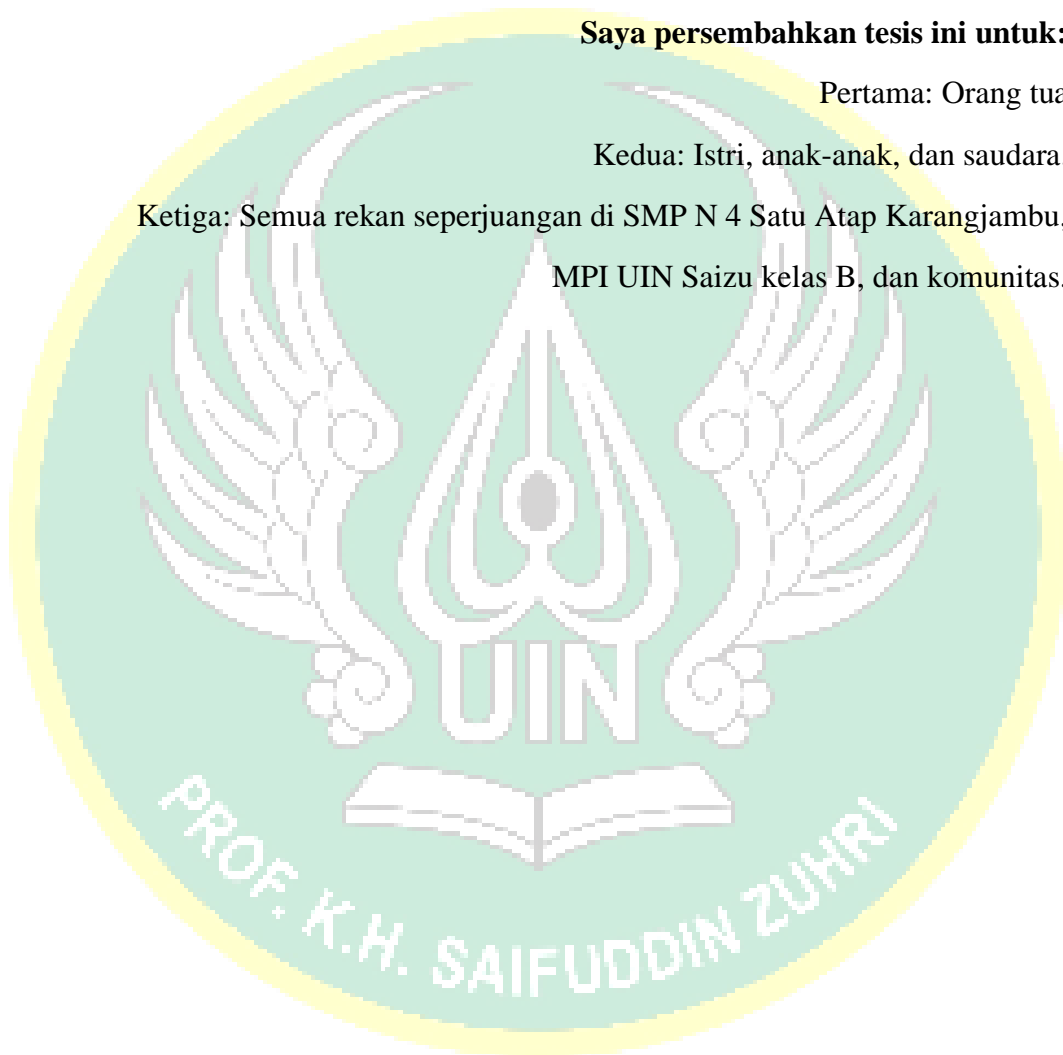 Saya persembahkan tesis ini untuk:
Pertama: Orang tua
Kedua: Istri, anak-anak, dan saudara.
Ketiga: Semua rekan seperjuangan di SMP N 4 Satu Atap Karangjambu,
MPI UIN Saizu kelas B, dan komunitas.
UIN
PROF. K.H. SAIFUDDIN ZUHRI